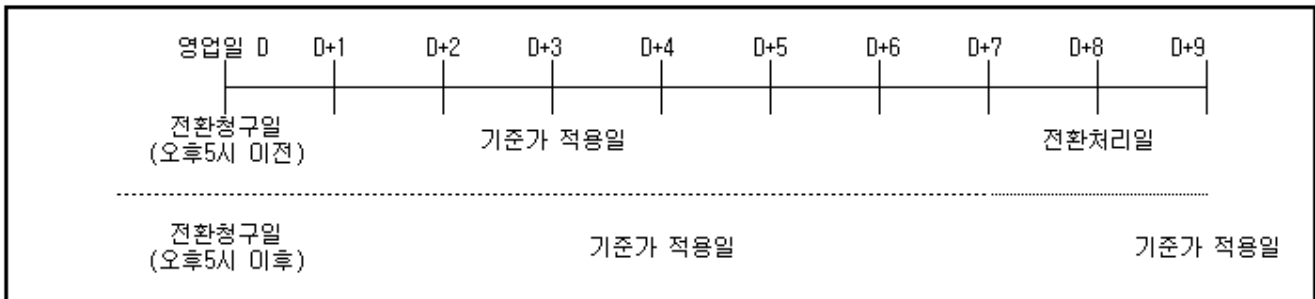 영업일 D D+1 D+2 D+3 D+4 D+5 D+6 D+7 D+8 D+9
전환청구일 기준가 적용일 전환처리일
(오후5시 이전)
전환청구일 기준가 적용일 기준가 적용일
(오후5시 이후)